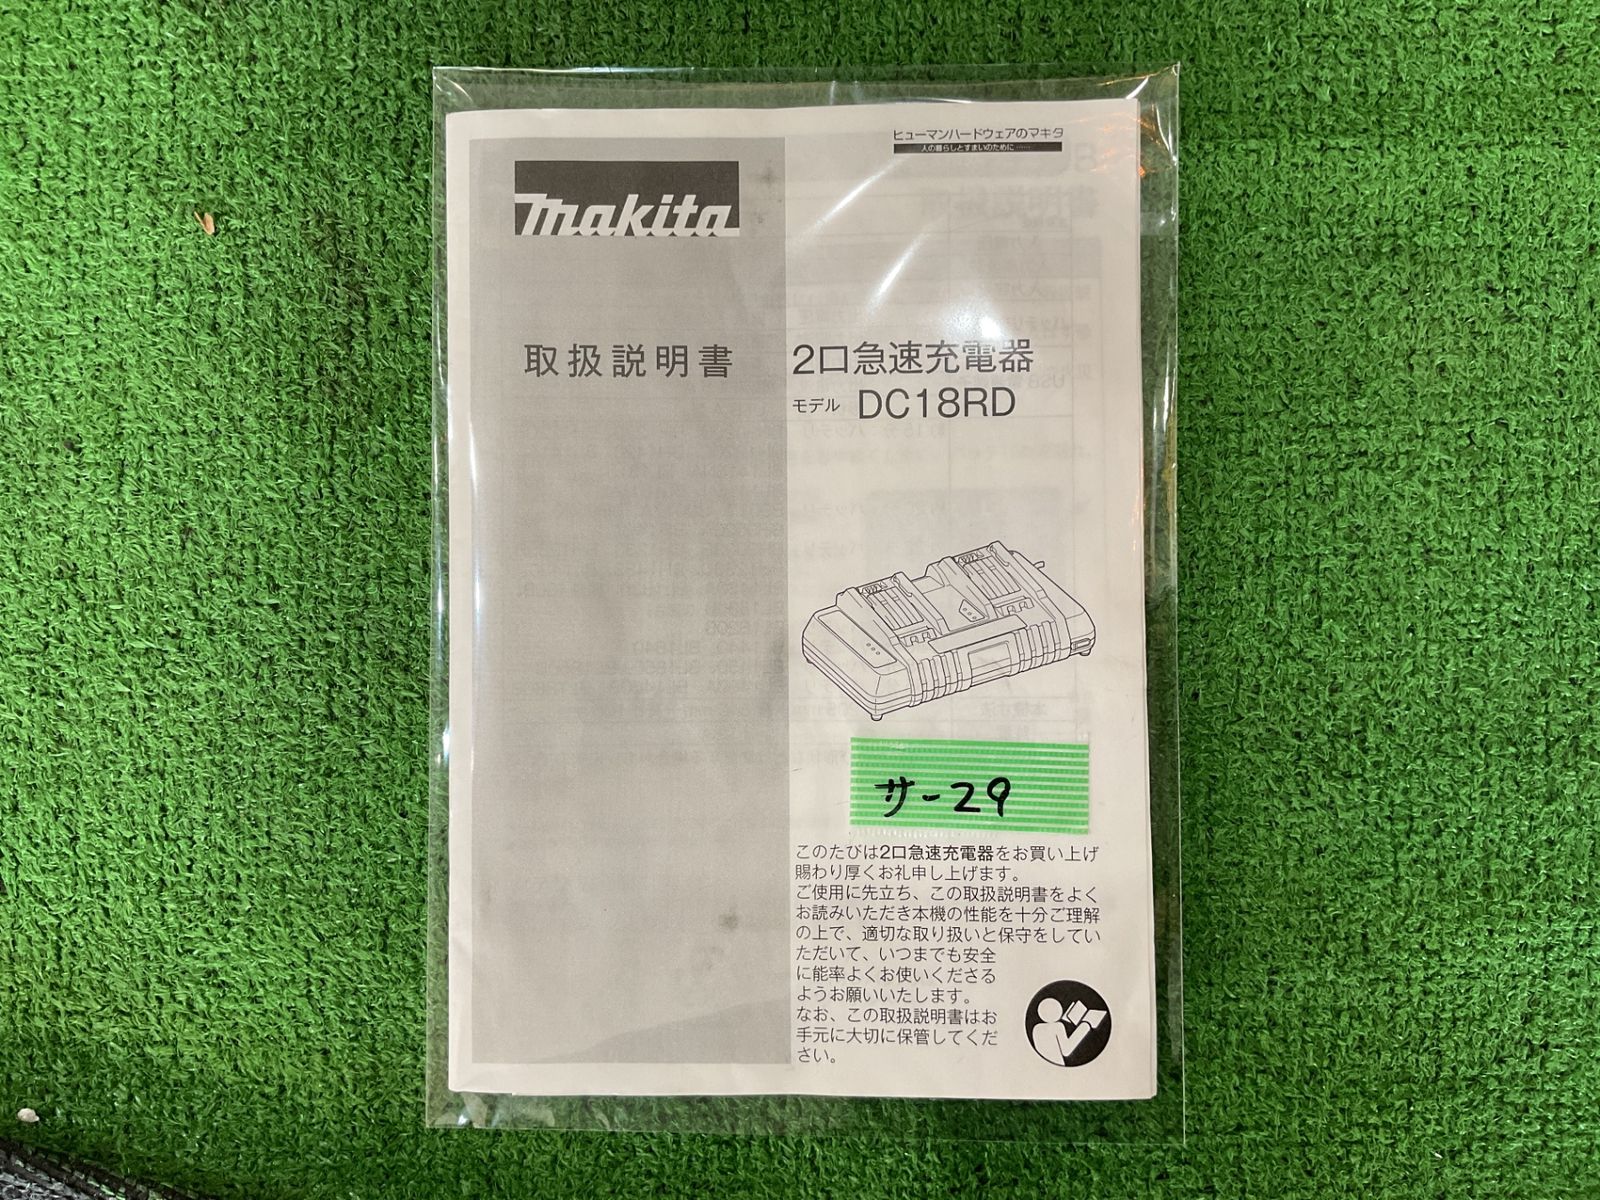 ヒューマンハードウェアのマキタ
人の暮らしとすまいのために……
makita
取扱説明書
2口急速充電器
モデル DC18RD
サ-29
このたびは2口急速充電器をお買い上げ
賜わり厚くお礼申し上げます。
ご使用に先立ち、この取扱説明書をよく
お読みいただき本機の性能を十分ご理解
の上で、適切な取り扱いと保守をしてい
ただいて、いつまでも安全
に能率よくお使いくださる
ようお願いいたします。
なお、この取扱説明書はお
手元に大切に保管してくだ
さい。